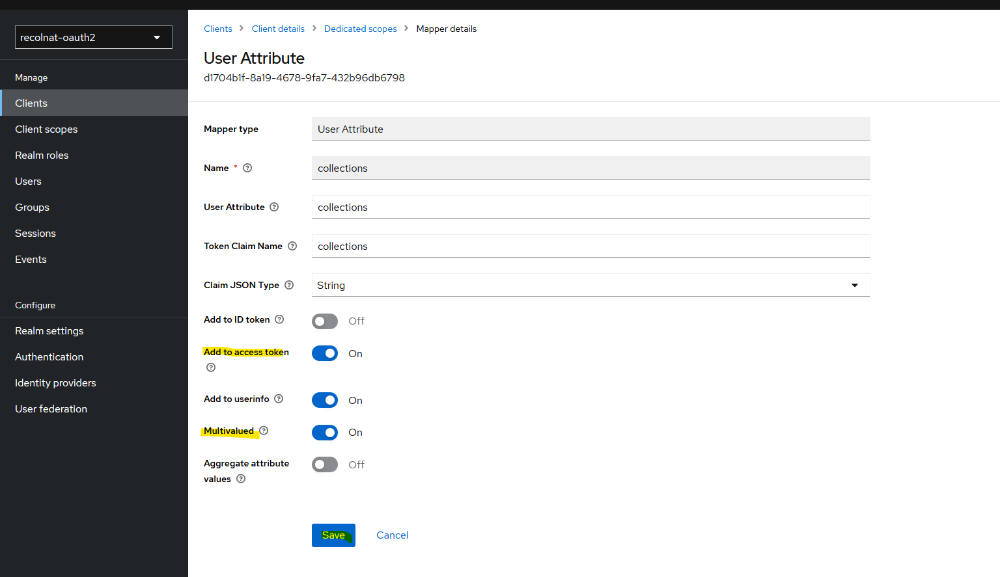 recolnat-oauth2
Manage
Clients
Client scopes
Realm roles
Users
Groups
Sessions
Events
Configure
Realm settings
Authentication
Identity providers
User federation
Clients > Client details > Dedicated scopes > Mapper details
User Attribute
d1704b1f-8a19-4678-9fa7-432b96db6798
Mapper type User Attribute
Name * collections
User Attribute collections
Token Claim Name collections
Claim JSON Type String
Add to ID token Off
Add to access token On
Add to userinfo On
Multivalued On
Aggregate attribute Off
values
Save Cancel